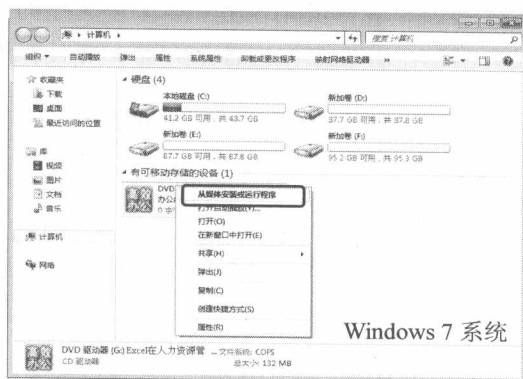 计算机
搜索 计算机
组织 自动播放 弹出 属性 系统属性 卸载或更改程序 映射网络驱动器 »
收藏夹
下载
桌面
最近访问的位置
库
视频
图片
文档
音乐
计算机
网络
硬盘 (4)
本地磁盘 (C:)
41.2 GB 可用，共 43.7 GB
新加卷 (D:)
37.7 GB 可用，共 37.8 GB
新加卷 (E:)
87.7 GB 可用，共 87.8 GB
新加卷 (F:)
95.2 GB 可用，共 95.3 GB
有可移动存储的设备 (1)
DVD
办公
从媒体安装或运行程序
打开自动播放(Y)...
打开(O)
在新窗口中打开(E)
共享(H)
弹出(J)
复制(C)
创建快捷方式(S)
属性(R)
Windows 7 系统
DVD 驱动器 (G:) Excel在人力资源管 ... 文件系统: CDFS
CD 驱动器 总大小: 132 MB